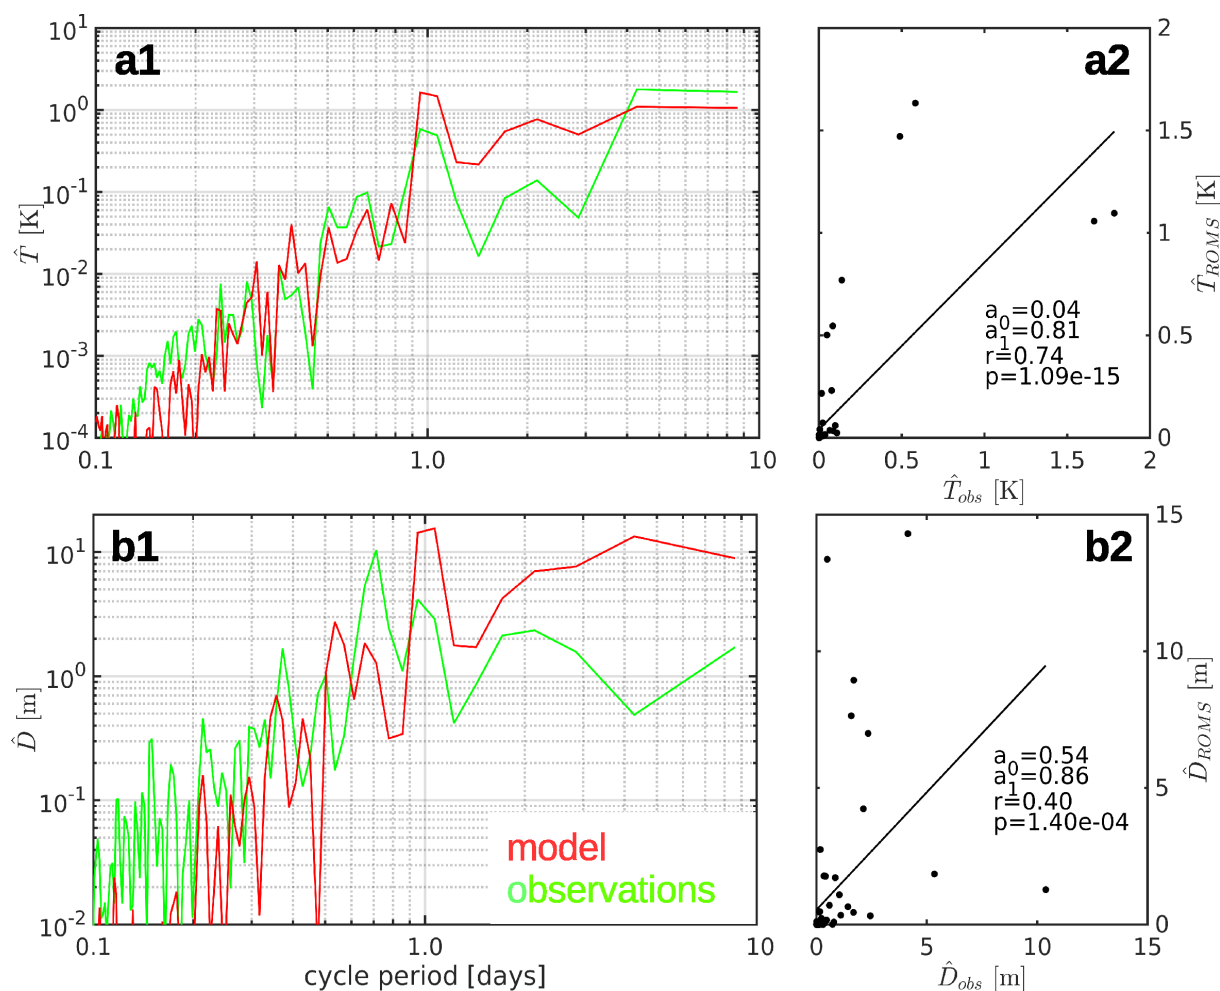 a1
10^1
10^0
10^-1
10^-2
10^-3
10^-4
T̂ [K]
0.1
1.0
10
a2
2
1.5
1
0.5
0
T̂_ROMS [K]
a_0=0.04
a_1=0.81
r=0.74
p=1.09e-15
0
0.5
1
1.5
2
T̂_obs [K]
b1
10^1
10^0
10^-1
10^-2
D̂ [m]
model
observations
0.1
1.0
10
cycle period [days]
b2
15
10
5
0
D̂_ROMS [m]
a_0=0.54
a_1=0.86
r=0.40
p=1.40e-04
0
5
10
15
D̂_obs [m]